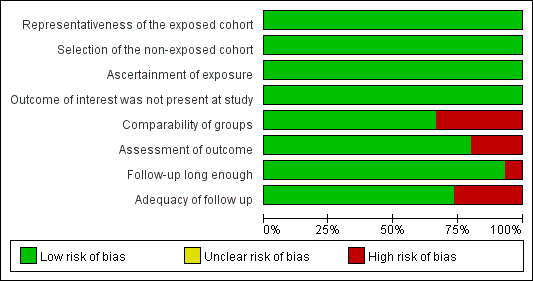 Representativeness of the exposed cohort
Selection of the non-exposed cohort
Ascertainment of exposure
Outcome of interest was not present at study
Comparability of groups
Assessment of outcome
Follow-up long enough
Adequacy of follow up
0% 25% 50% 75% 100%
Low risk of bias Unclear risk of bias High risk of bias